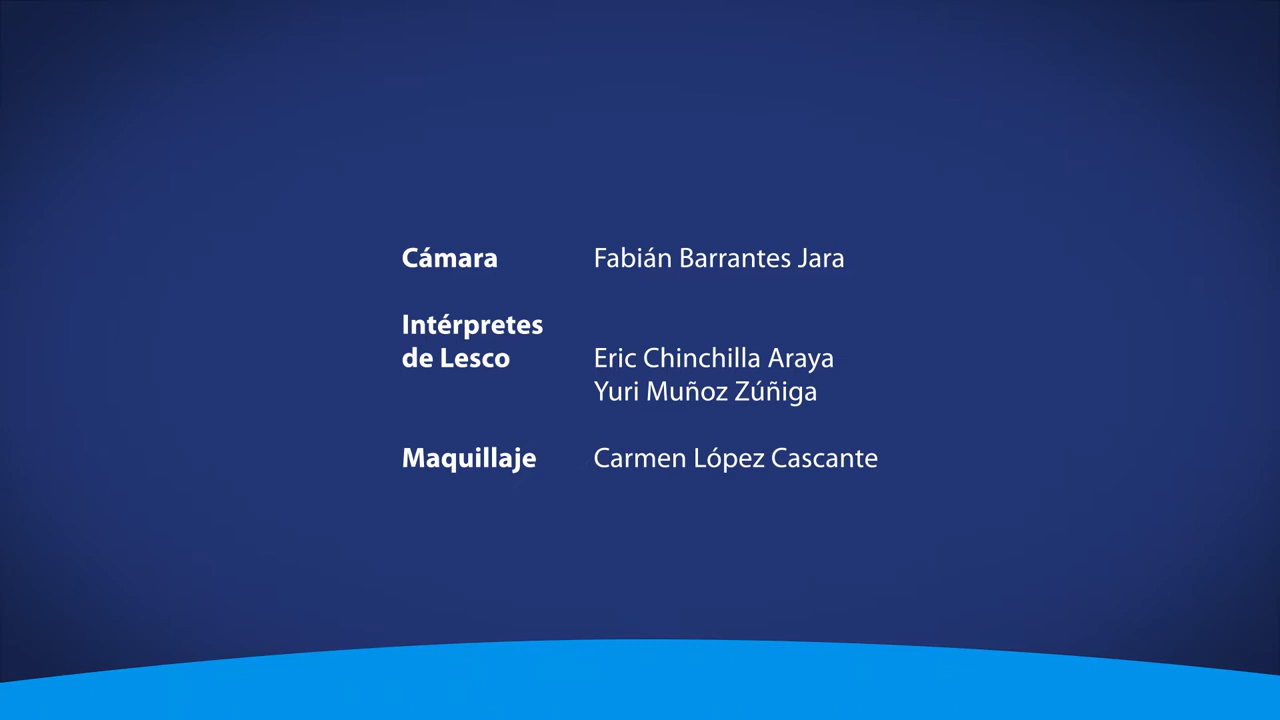 Cámara Fabián Barrantes Jara
Intérpretes
de Lesco Eric Chinchilla Araya
Yuri Muñoz Zúñiga
Maquillaje Carmen López Cascante